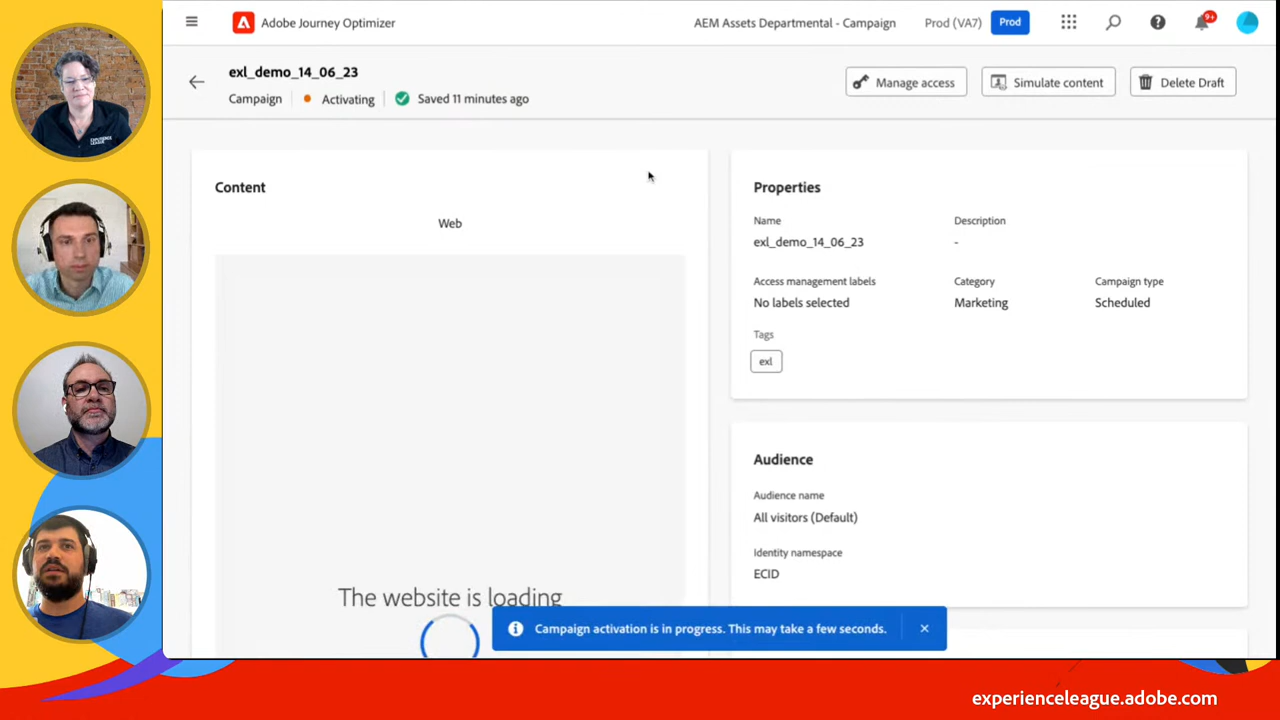 Adobe Journey Optimizer
AEM Assets Departmental - Campaign
Prod (VA7)
Prod
9+
exl_demo_14_06_23
Campaign
Activating
Saved 11 minutes ago
Manage access
Simulate content
Delete Draft
Content
Web
The website is loading
Properties
Name
Description
exl_demo_14_06_23
-
Access management labels
Category
Campaign type
No labels selected
Marketing
Scheduled
Tags
exl
Audience
Audience name
All visitors (Default)
Identity namespace
ECID
Campaign activation is in progress. This may take a few seconds.
EXPERIENCE
LEAGUE
experienceleague.adobe.com